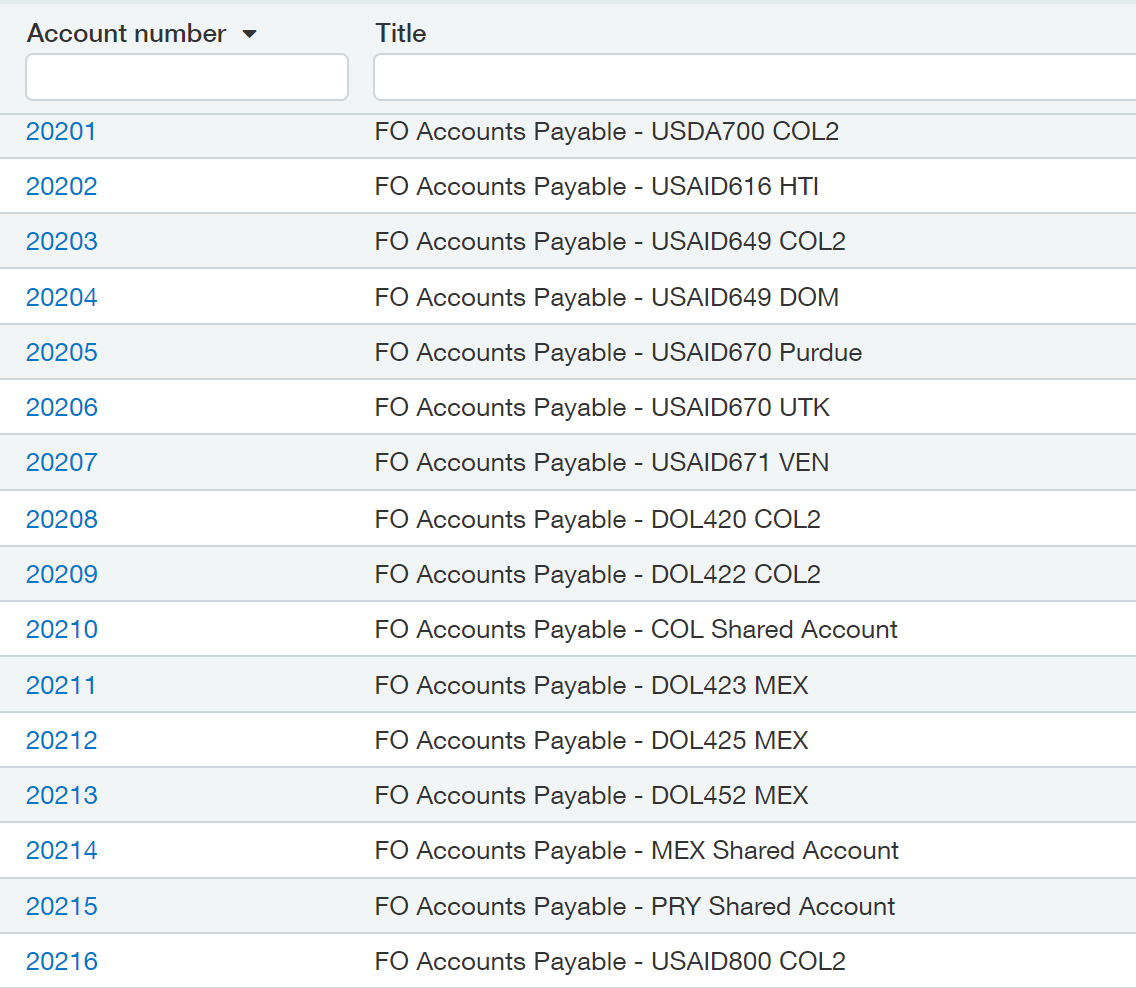 Account number Title
20201 FO Accounts Payable - USDA700 COL2
20202 FO Accounts Payable - USAID616 HTI
20203 FO Accounts Payable - USAID649 COL2
20204 FO Accounts Payable - USAID649 DOM
20205 FO Accounts Payable - USAID670 Purdue
20206 FO Accounts Payable - USAID670 UTK
20207 FO Accounts Payable - USAID671 VEN
20208 FO Accounts Payable - DOL420 COL2
20209 FO Accounts Payable - DOL422 COL2
20210 FO Accounts Payable - COL Shared Account
20211 FO Accounts Payable - DOL423 MEX
20212 FO Accounts Payable - DOL425 MEX
20213 FO Accounts Payable - DOL452 MEX
20214 FO Accounts Payable - MEX Shared Account
20215 FO Accounts Payable - PRY Shared Account
20216 FO Accounts Payable - USAID800 COL2